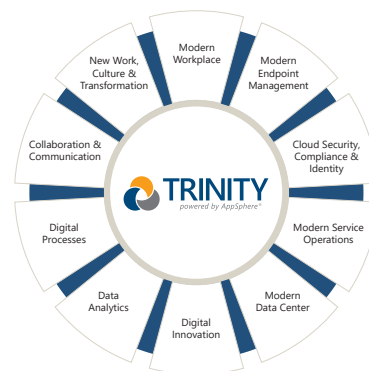 Modern
Workplace
Modern
Endpoint
Management
Cloud Security,
Compliance &
Identity
Modern Service
Operations
Modern
Data Center
Digital
Innovation
Data
Analytics
Digital
Processes
Collaboration &
Communication
New Work,
Culture &
Transformation
TRINITY
powered by AppSphere®